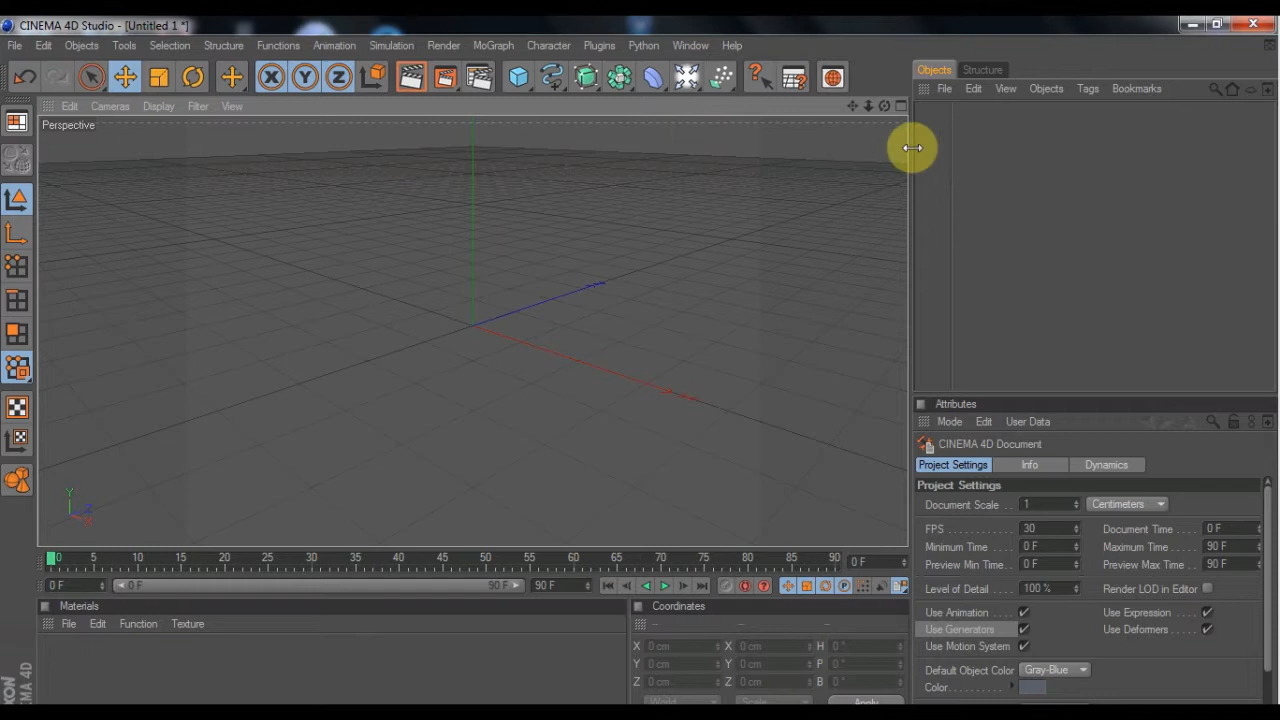 CINEMA 4D Studio - [Untitled 1 *]
File Edit Objects Tools Selection Structure Functions Animation Simulation Render MoGraph Character Plugins Python Window Help
X Y Z
Objects Structure
File Edit View Objects Tags Bookmarks
Edit Cameras Display Filter View
Perspective
Y
Z
X
Attributes
Mode Edit User Data
CINEMA 4D Document
Project Settings Info Dynamics
Project Settings
Document Scale . . 1 Centimeters
FPS . . . . . . . . . . . 30 Document Time . . 0 F
Minimum Time . . . . 0 F Maximum Time . . . 90 F
Preview Min Time . . 0 F Preview Max Time . 90 F
Level of Detail . . . . 100 % Render LOD in Editor
Use Animation . . . ✓ Use Expression . . . ✓
Use Generators . . ✓ Use Deformers . . . . ✓
Use Motion System ✓
Default Object Color Gray-Blue
Color . . . . . . . . . .
0 5 10 15 20 25 30 35 40 45 50 55 60 65 70 75 80 85 90 0 F
0 F 0 F 90 F 90 F P
Materials
File Edit Function Texture
Coordinates
-- -- --
X 0 cm X 0 cm H 0 °
Y 0 cm Y 0 cm P 0 °
Z 0 cm Z 0 cm B 0 °
World Scale Apply